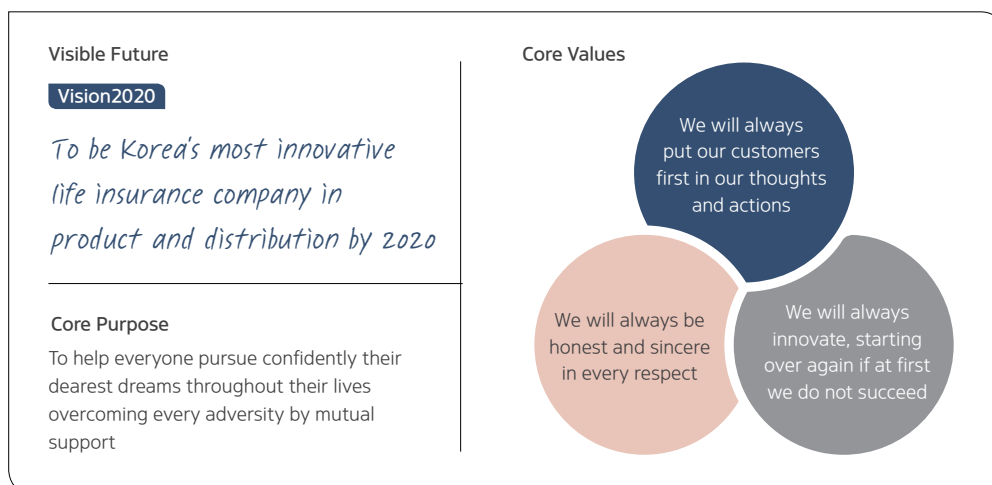 Visible Future
Vision2020
To be Korea's most innovative
life insurance company in
product and distribution by 2020
Core Purpose
To help everyone pursue confidently their
dearest dreams throughout their lives
overcoming every adversity by mutual
support
Core Values
We will always
put our customers
first in our thoughts
and actions
We will always be
honest and sincere
in every respect
We will always
innovate, starting
over again if at first
we do not succeed